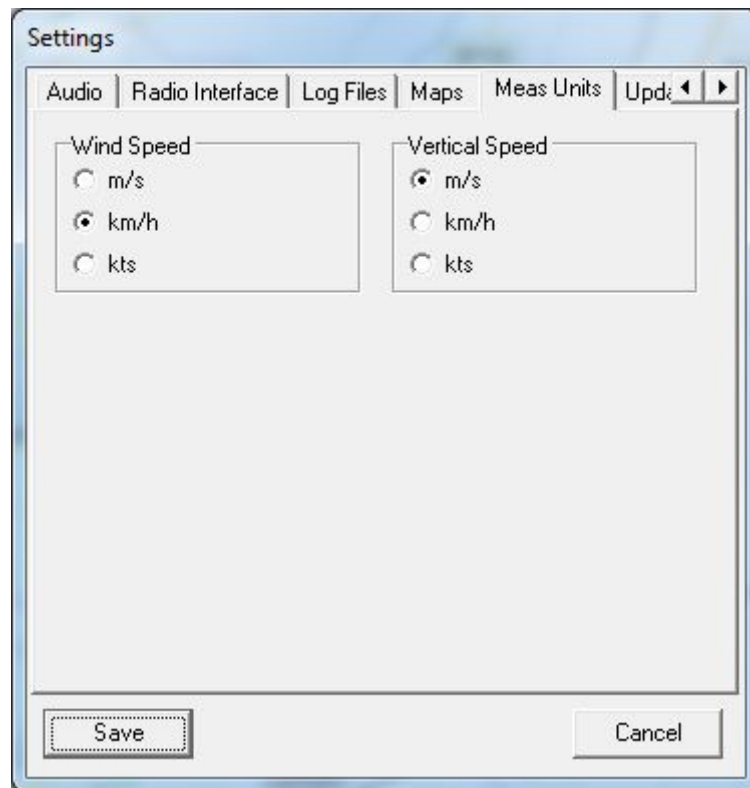 Settings
Audio Radio Interface Log Files Maps Meas Units Upda
Wind Speed Vertical Speed
m/s m/s
km/h km/h
kts kts
Save Cancel